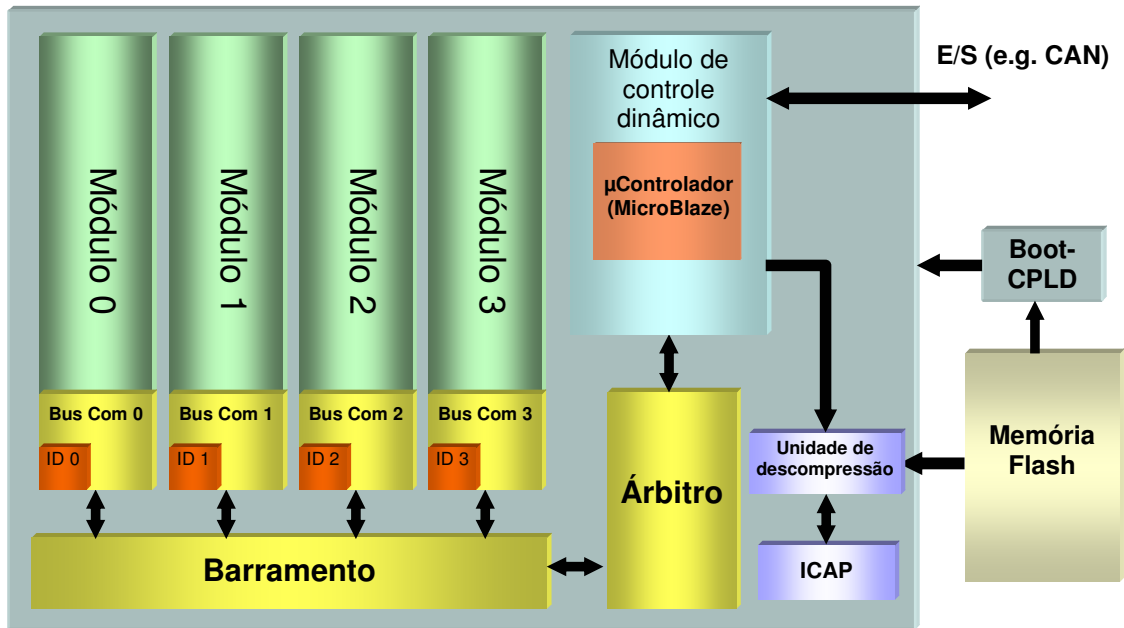 Módulo 0
Módulo 1
Módulo 2
Módulo 3
Bus Com 0
Bus Com 1
Bus Com 2
Bus Com 3
ID 0
ID 1
ID 2
ID 3
Barramento
Módulo de
controle
dinâmico
µControlador
(MicroBlaze)
Árbitro
Unidade de
descompressão
ICAP
E/S (e.g. CAN)
Boot-
CPLD
Memória
Flash